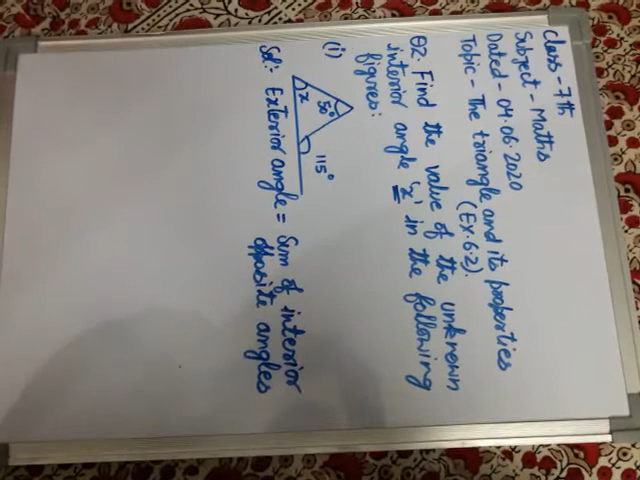 Class - 7th
Subject - Maths
Dated - 04.06.2020
Topic - The triangle and its properties
(Ex.6.2).
Q2. Find the value of the unknown
interior angle 'x' in the following
figures:
(i)
50°
x
115°
Sol:- Exterior angle = Sum of interior
opposite angles